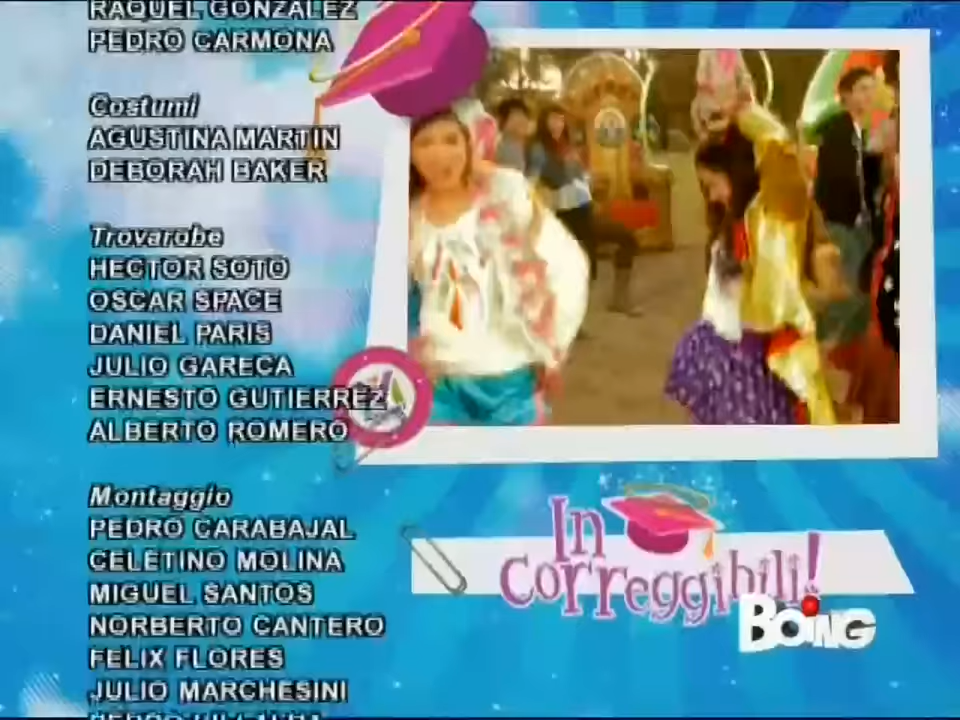 RAQUEL GONZALEZ
PEDRO CARMONA
Costumi
AGUSTINA MARTIN
DEBORAH BAKER
Trovarobe
HECTOR SOTO
OSCAR SPACE
DANIEL PARIS
JULIO GARECA
ERNESTO GUTIERREZ
ALBERTO ROMERO
Montaggio
PEDRO CARABAJAL
CELETINO MOLINA
MIGUEL SANTOS
NORBERTO CANTERO
FELIX FLORES
JULIO MARCHESINI
In
correggibili!
BOING